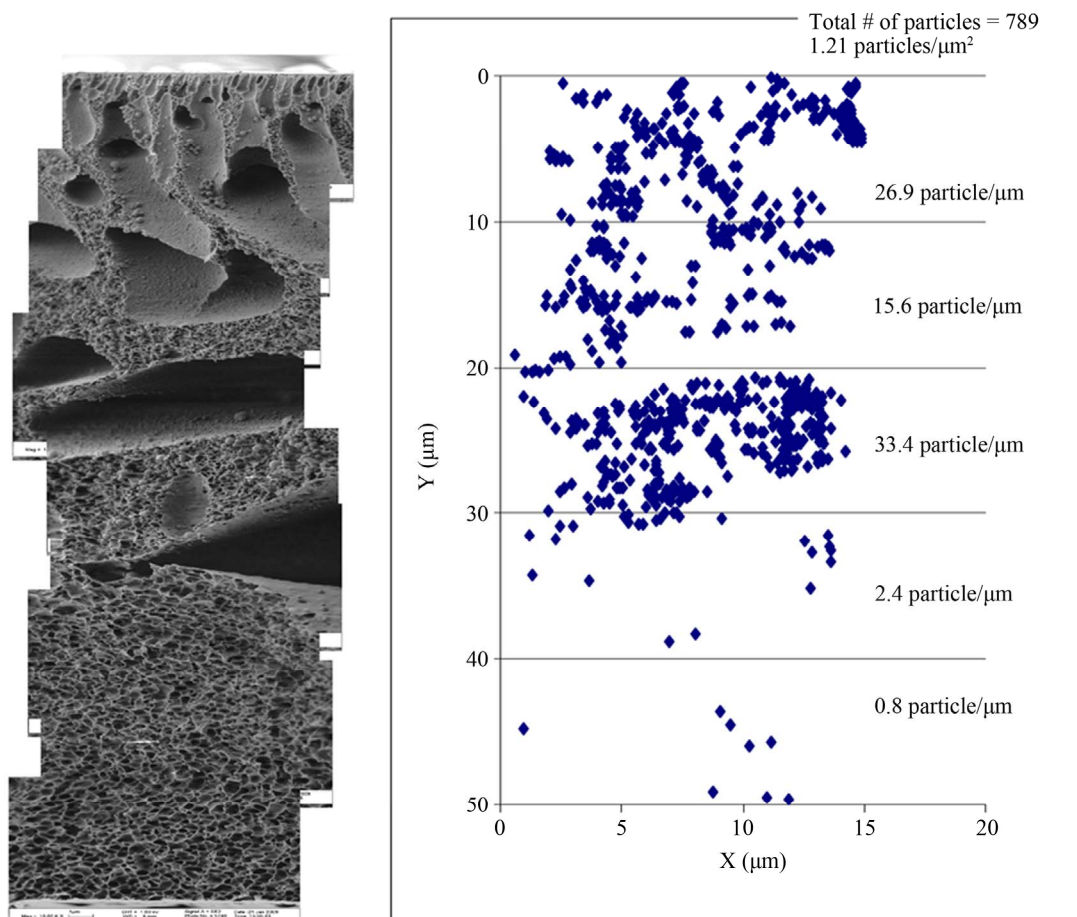 Total # of particles = 789
1.21 particles/μm²
0
26.9 particle/μm
10
15.6 particle/μm
20
33.4 particle/μm
Y (μm)
30
2.4 particle/μm
40
0.8 particle/μm
50
0 5 10 15 20
X (μm)